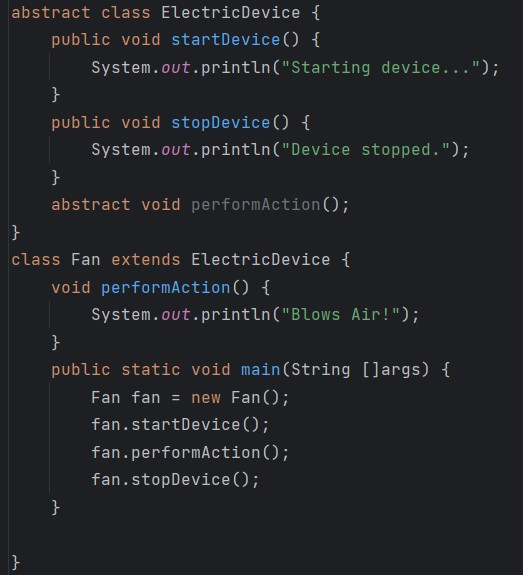 abstract class ElectricDevice {
    public void startDevice() {
        System.out.println("Starting device...");
    }
    public void stopDevice() {
        System.out.println("Device stopped.");
    }
    abstract void performAction();
}
class Fan extends ElectricDevice {
    void performAction() {
        System.out.println("Blows Air!");
    }
    public static void main(String []args) {
        Fan fan = new Fan();
        fan.startDevice();
        fan.performAction();
        fan.stopDevice();
    }

}